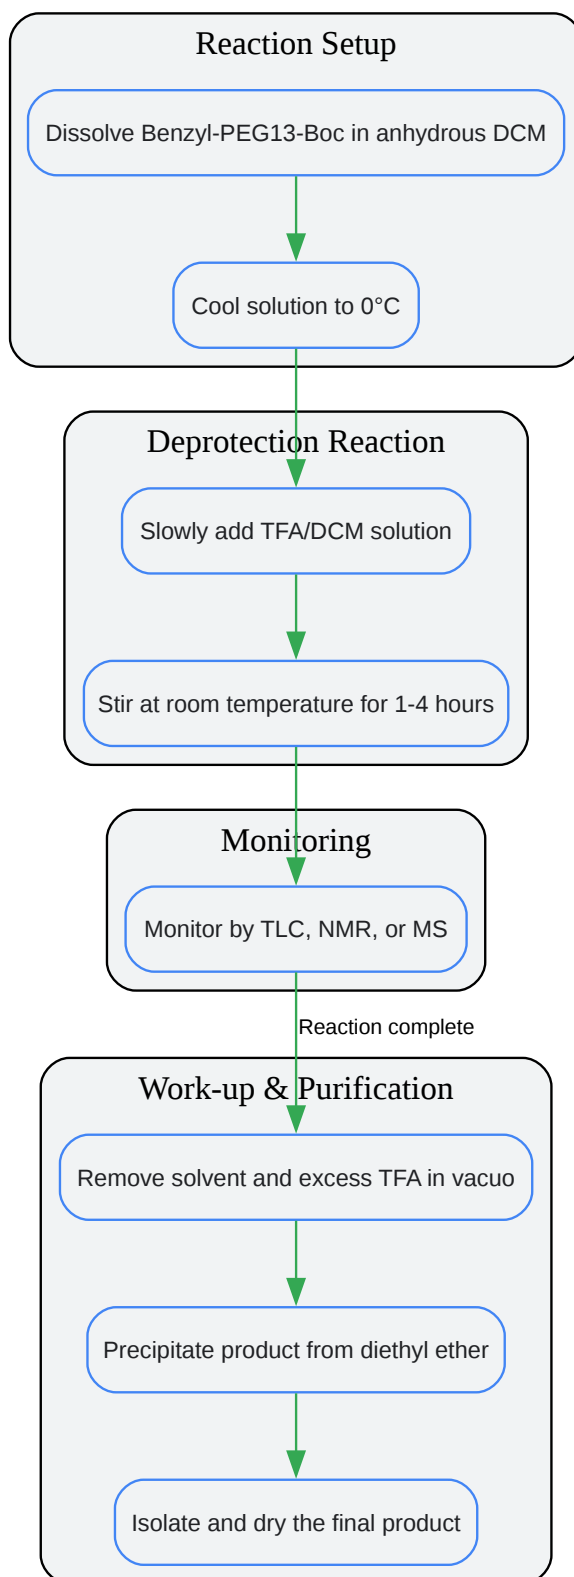 Reaction Setup
Dissolve Benzyl-PEG13-Boc in anhydrous DCM
Cool solution to 0°C
Deprotection Reaction
Slowly add TFA/DCM solution
Stir at room temperature for 1-4 hours
Monitoring
Monitor by TLC, NMR, or MS
Reaction complete
Work-up & Purification
Remove solvent and excess TFA in vacuo
Precipitate product from diethyl ether
Isolate and dry the final product